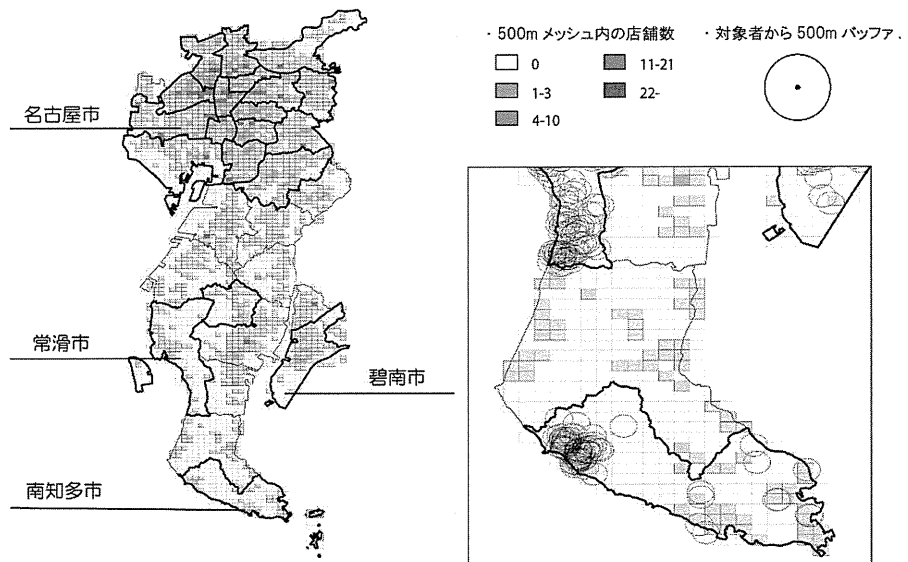 ・500m メッシュ内の店舗数
0
1-3
4-10
11-21
22-
・対象者から 500m バッファ
名古屋市
常滑市
碧南市
南知多市